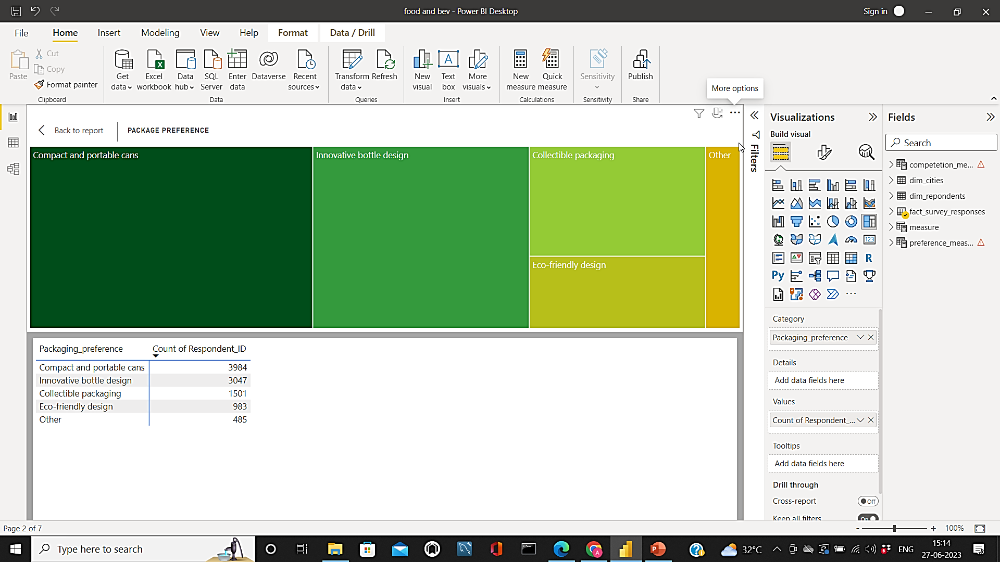 food and bev - Power BI Desktop
Sign in
File Home Insert Modeling View Help Format Data / Drill
Paste
Cut
Copy
Format painter
Clipboard
Get data
Excel workbook
Data hub
SQL Server
Enter data
Dataverse
Recent sources
Data
Transform data
Refresh
Queries
New visual
Text box
More visuals
Insert
New measure
Quick measure
Calculations
Sensitivity
Sensitivity
Publish
Share
More options
Back to report
PACKAGE PREFERENCE
Compact and portable cans
Innovative bottle design
Collectible packaging
Other
Eco-friendly design
Packaging_preference Count of Respondent_ID
Compact and portable cans 3984
Innovative bottle design 3047
Collectible packaging 1501
Eco-friendly design 983
Other 485
Filters
Visualizations
Build visual
123
R
Py
Category
Packaging_preference
Details
Add data fields here
Values
Count of Respondent_...
Tooltips
Add data fields here
Drill through
Cross-report
Off
Keep all filters
On
Fields
Search
competetion_me...
dim_cities
dim_repondents
fact_survey_responses
measure
preference_meas...
Page 2 of 7
- + 100%
Type here to search
32°C
ENG
15:14
27-06-2023